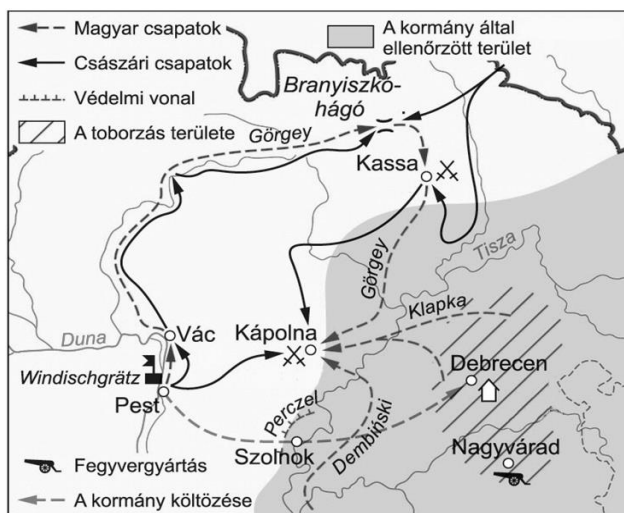 Magyar csapatok
Császári csapatok
Védelmi vonal
A toborzás területe
A kormány által
ellenőrzött terület
Branyiszkó-
hágó
Görgey
Kassa
Tisza
Görgey
Klapka
Duna
Vác
Kápolna
Debrecen
Windischgrätz
Pest
Perczel
Szolnok
Dembiński
Nagyvárad
Fegyvergyártás
A kormány költözése